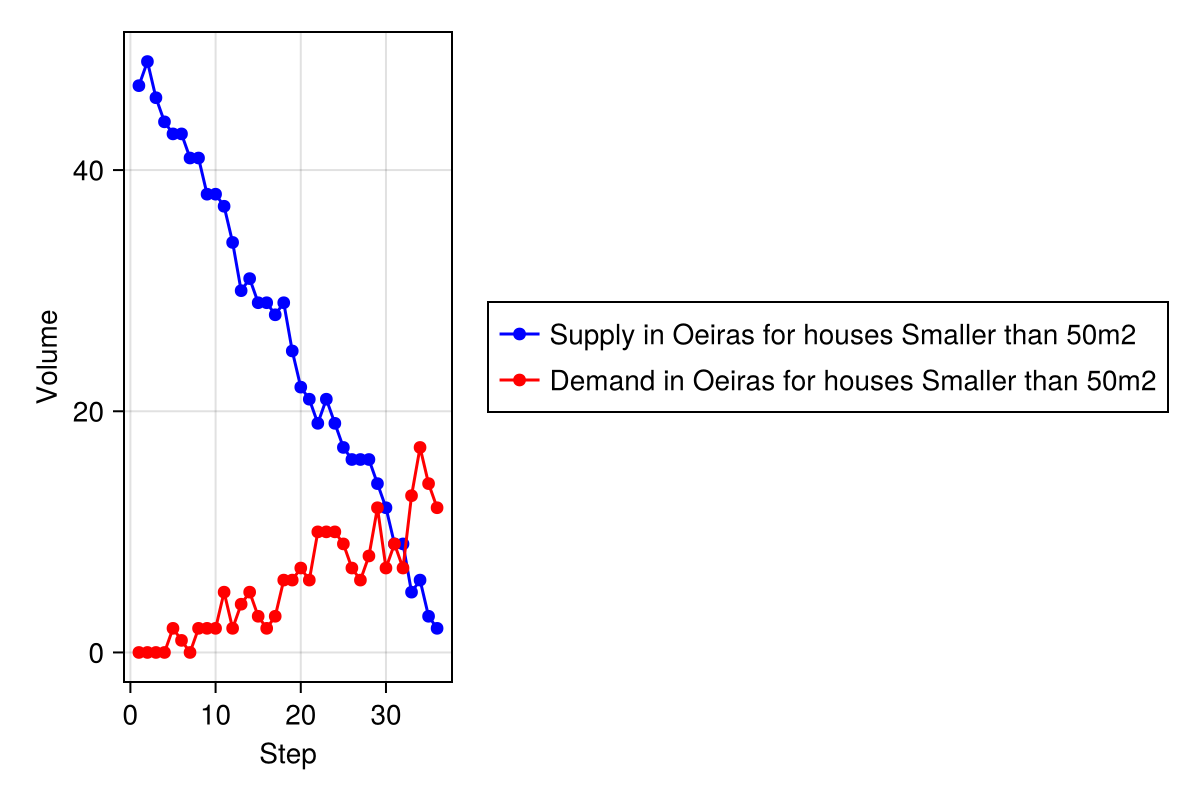 Volume
40
20
0
0 10 20 30
Step
Supply in Oeiras for houses Smaller than 50m2
Demand in Oeiras for houses Smaller than 50m2